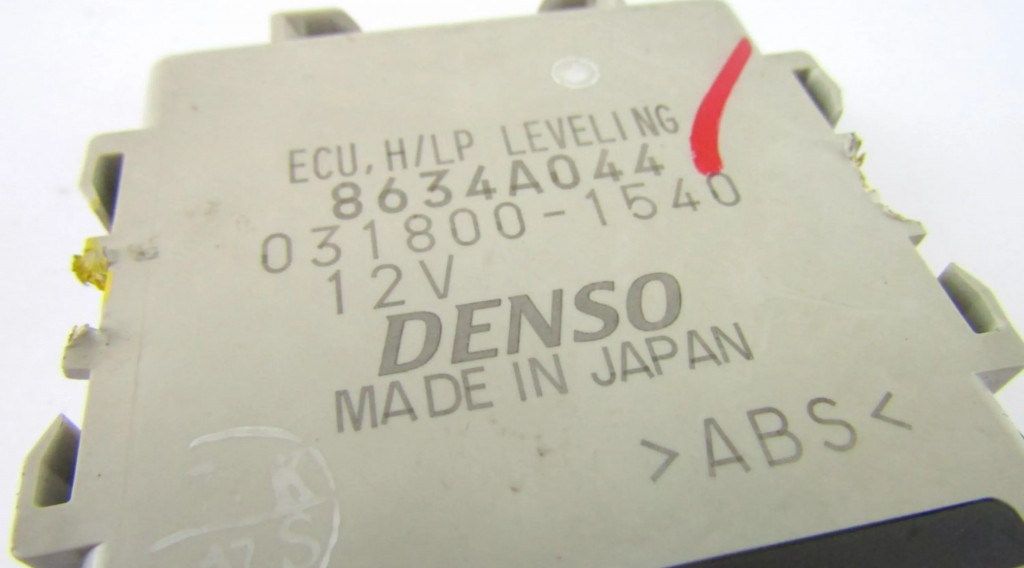 ECU, H/LP LEVELING
8634A044
031800-1540
12V
DENSO
MADE IN JAPAN
>ABS<